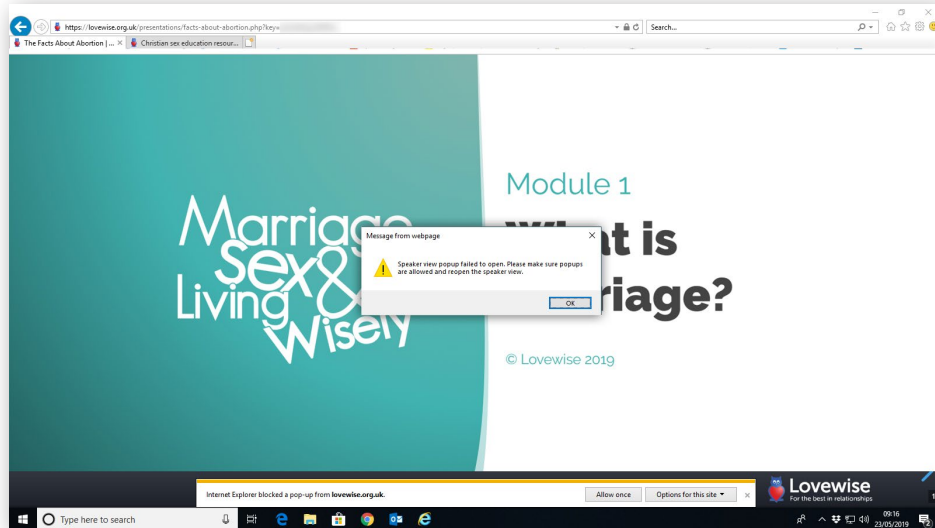 https://lovewise.org.uk/presentations/facts-about-abortion.php?key=
Search...
The Facts About Abortion | ...
Christian sex education resour...
Marriage
Sex &
Living
Wisely
Module 1
What is
riage?
© Lovewise 2019
Message from webpage
Speaker view popup failed to open. Please make sure popups
are allowed and reopen the speaker view.
OK
Internet Explorer blocked a pop-up from lovewise.org.uk.
Allow once
Options for this site
Lovewise
For the best in relationships
Type here to search
09:16
23/05/2019